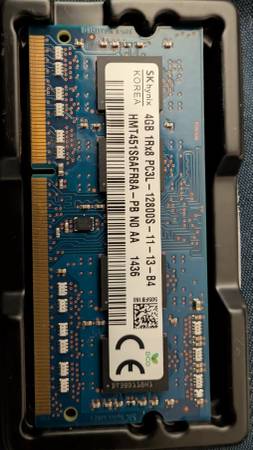 SK hynix
KOREA
4GB 1Rx8 PC3L-12800S-11-13-B4
HMT451S6AFR8A-PB N0 AA 1436
CE